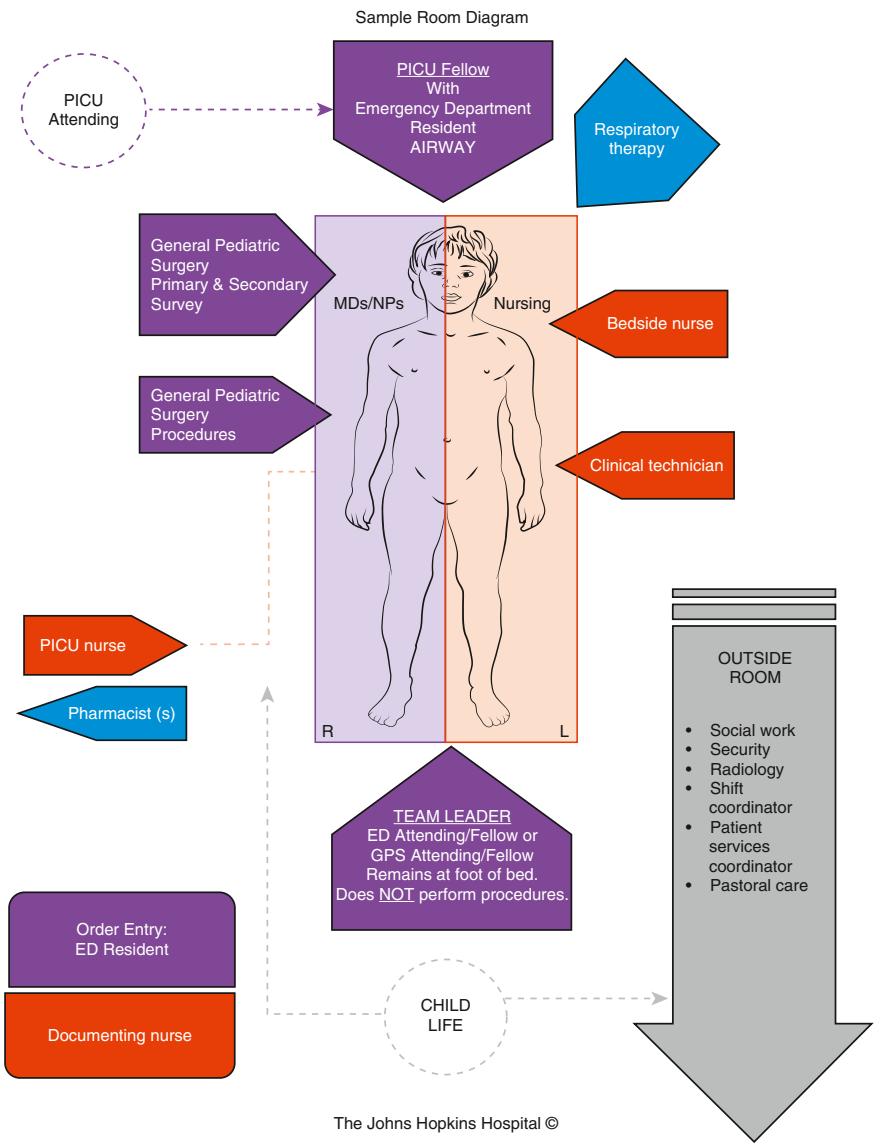 Sample Room Diagram
PICU
Attending
PICU Fellow
With
Emergency Department
Resident
AIRWAY
Respiratory
therapy
General Pediatric
Surgery
Primary & Secondary
Survey
MDs/NPs
Nursing
Bedside nurse
General Pediatric
Surgery
Procedures
Clinical technician
PICU nurse
Pharmacist (s)
R
L
OUTSIDE
ROOM
• Social work
• Security
• Radiology
• Shift
coordinator
• Patient
services
coordinator
• Pastoral care
TEAM LEADER
ED Attending/Fellow or
GPS Attending/Fellow
Remains at foot of bed.
Does NOT perform procedures.
Order Entry:
ED Resident
Documenting nurse
CHILD
LIFE
The Johns Hopkins Hospital ©